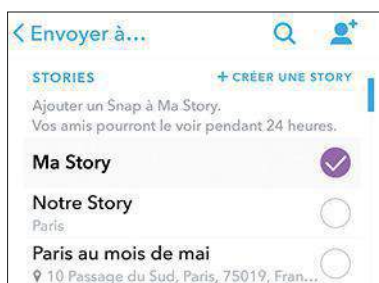 Envoyer à...
STORIES + CRÉER UNE STORY
Ajouter un Snap à Ma Story.
Vos amis pourront le voir pendant 24 heures.
Ma Story
Notre Story
Paris
Paris au mois de mai
10 Passage du Sud, Paris, 75019, Fran...